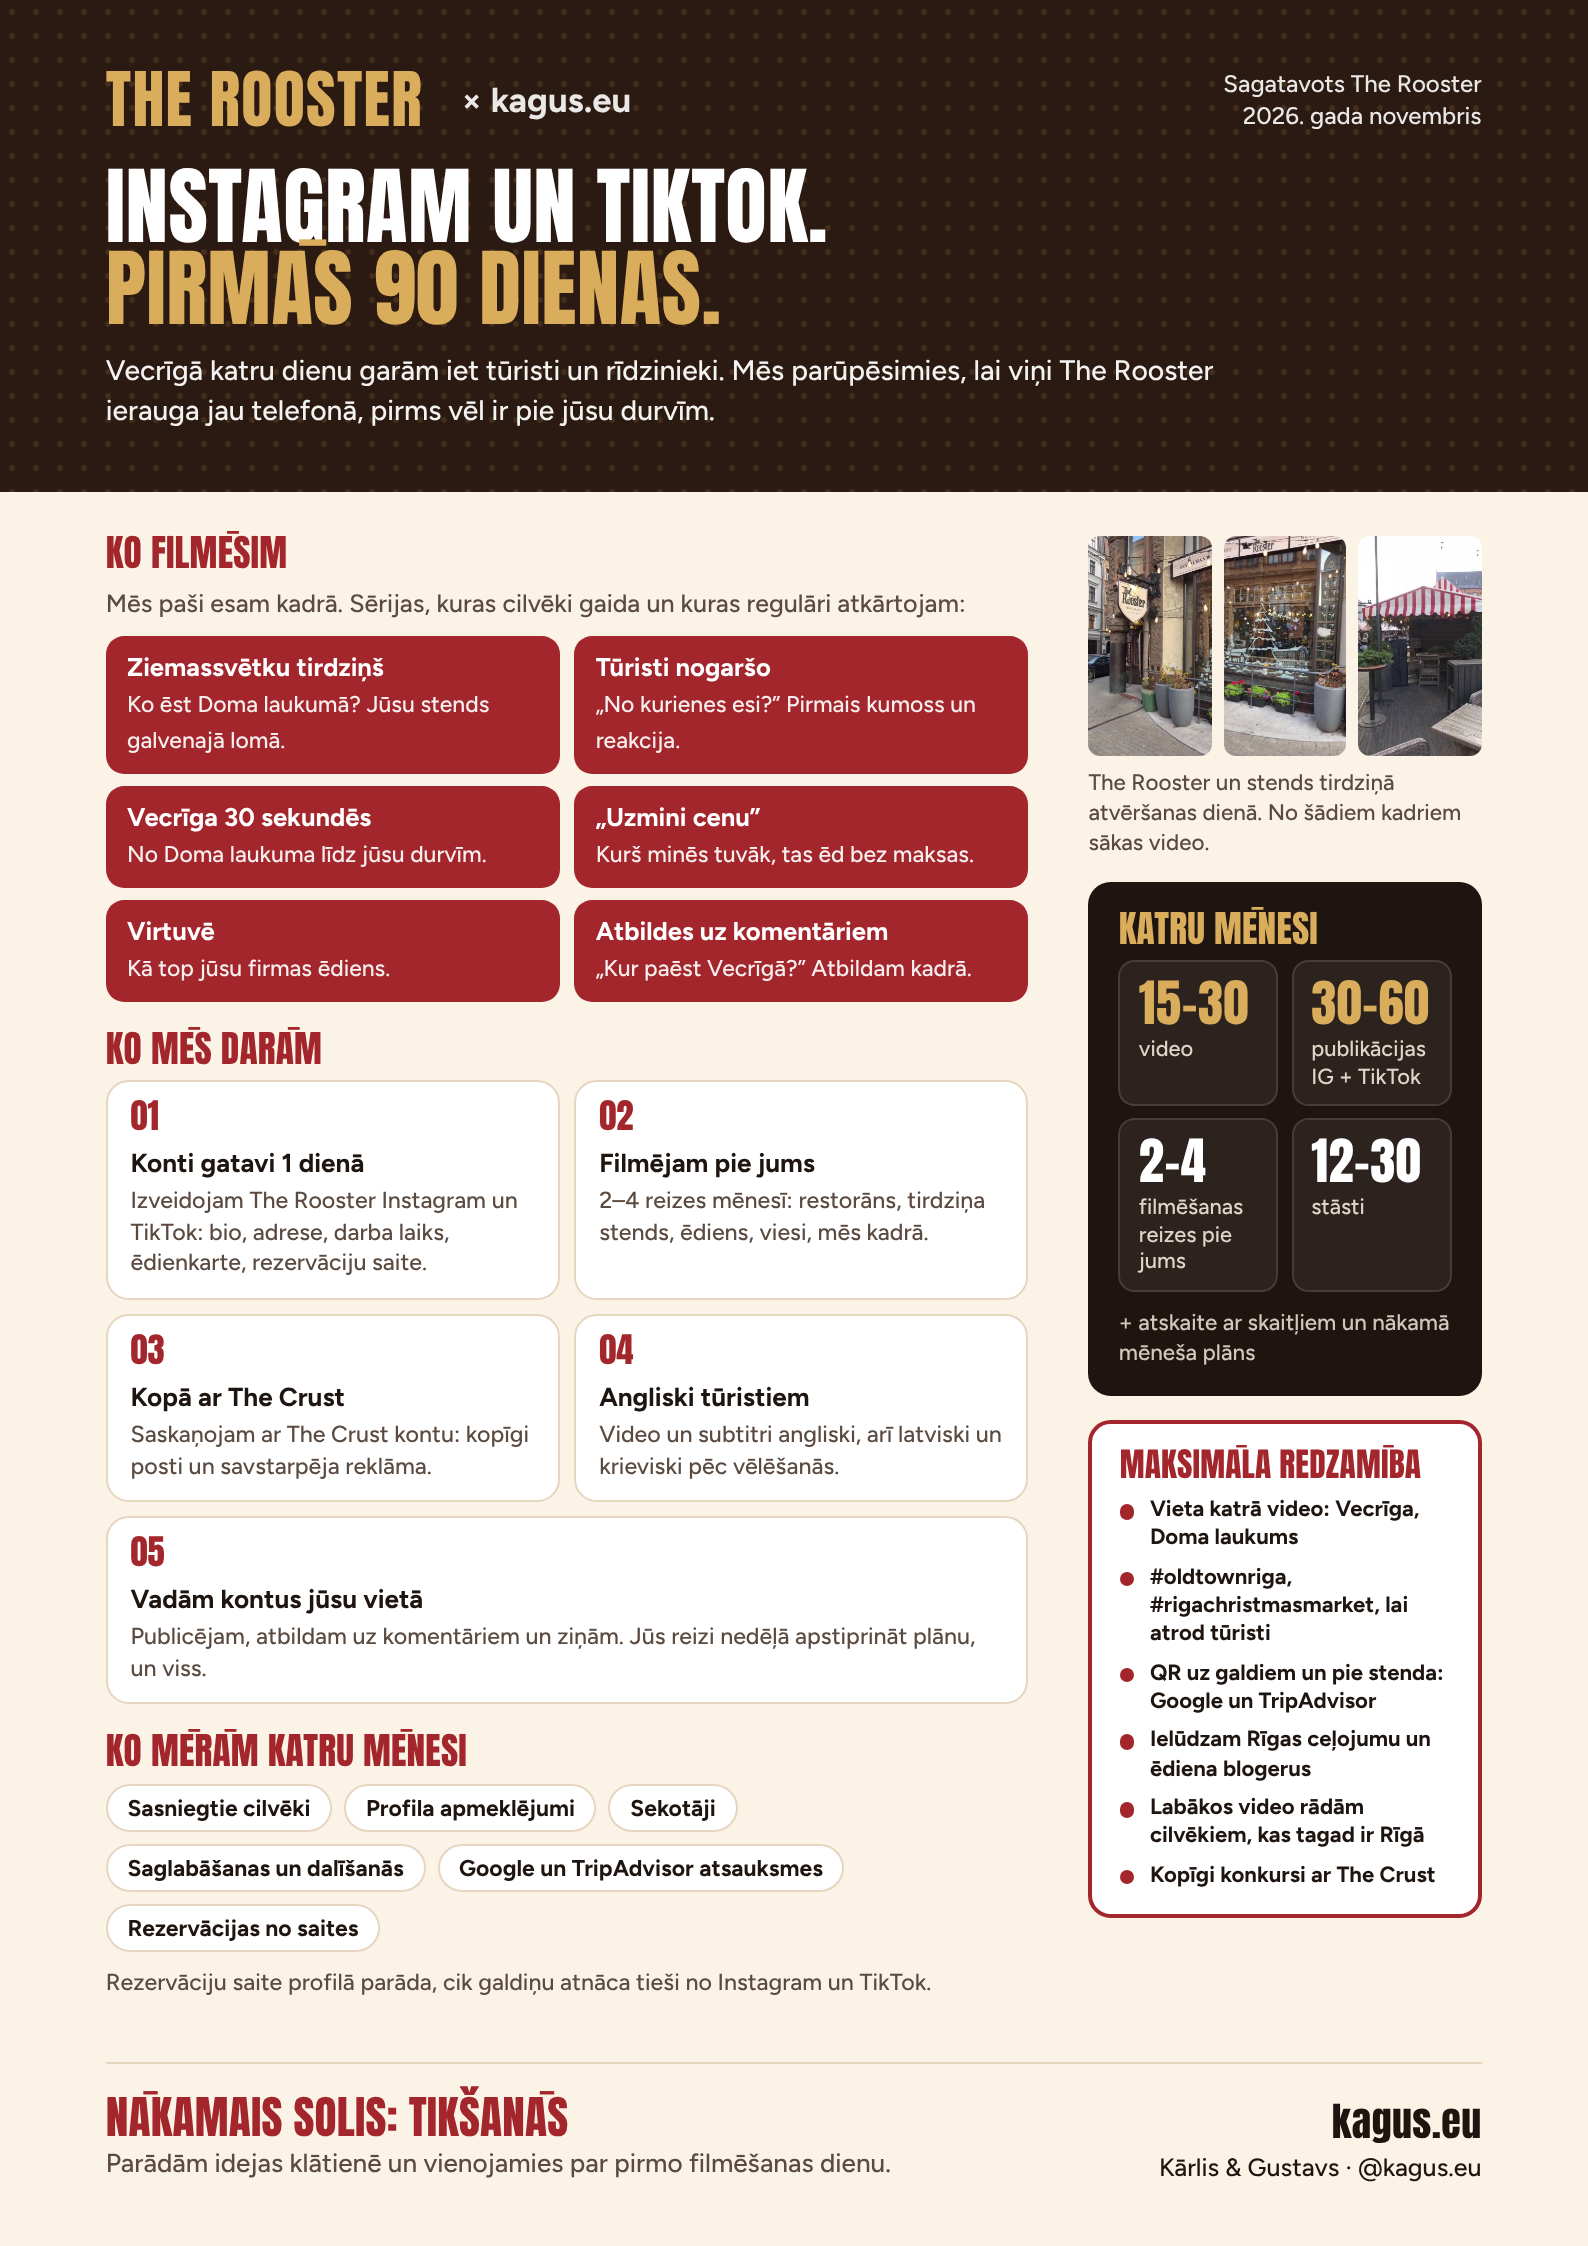 THE ROOSTER × kagus.eu
Sagatavots The Rooster
2026. gada novembris
INSTAGRAM UN TIKTOK.
PIRMĀS 90 DIENAS.
Vecrīgā katru dienu garām iet tūristi un rīdzinieki. Mēs parūpēsimies, lai viņi The Rooster
ierauga jau telefonā, pirms vēl ir pie jūsu durvīm.
KO FILMĒSIM
Mēs paši esam kadrā. Sērijas, kuras cilvēki gaida un kuras regulāri atkārtojam:
Ziemassvētku tirdziņš
Ko ēst Doma laukumā? Jūsu stends
galvenajā lomā.
Tūristi nogaršo
„No kurienes esi?” Pirmais kumoss un
reakcija.
Vecrīga 30 sekundēs
No Doma laukuma līdz jūsu durvīm.
„Uzmini cenu”
Kurš minēs tuvāk, tas ēd bez maksas.
Virtuvē
Kā top jūsu firmas ēdiens.
Atbildes uz komentāriem
„Kur paēst Vecrīgā?” Atbildam kadrā.
KO MĒS DARĀM
01
Konti gatavi 1 dienā
Izveidojam The Rooster Instagram un
TikTok: bio, adrese, darba laiks,
ēdienkarte, rezervāciju saite.
02
Filmējam pie jums
2–4 reizes mēnesī: restorāns, tirdziņa
stends, ēdiens, viesi, mēs kadrā.
03
Kopā ar The Crust
Saskaņojam ar The Crust kontu: kopīgi
posti un savstarpēja reklāma.
04
Angliski tūristiem
Video un subtitri angliski, arī latviski un
krieviski pēc vēlēšanās.
05
Vadām kontus jūsu vietā
Publicējam, atbildam uz komentāriem un ziņām. Jūs reizi nedēļā apstiprināt plānu,
un viss.
KO MĒRĀM KATRU MĒNESI
Sasniegtie cilvēki
Profila apmeklējumi
Sekotāji
Saglabāšanas un dalīšanās
Google un TripAdvisor atsauksmes
Rezervācijas no saites
Rezervāciju saite profilā parāda, cik galdiņu atnāca tieši no Instagram un TikTok.
The Rooster
The Rooster
The Rooster un stends tirdziņā
atvēršanas dienā. No šādiem kadriem
sākas video.
KATRU MĒNESI
15-30
video
30-60
publikācijas
IG + TikTok
2-4
filmēšanas
reizes pie
jums
12-30
stāsti
+ atskaite ar skaitļiem un nākamā
mēneša plāns
MAKSIMĀLA REDZAMĪBA
Vieta katrā video: Vecrīga,
Doma laukums
#oldtownriga,
#rigachristmasmarket, lai
atrod tūristi
QR uz galdiem un pie stenda:
Google un TripAdvisor
Ielūdzam Rīgas ceļojumu un
ēdiena blogerus
Labākos video rādām
cilvēkiem, kas tagad ir Rīgā
Kopīgi konkursi ar The Crust
NĀKAMAIS SOLIS: TIKŠANĀS
Parādām idejas klātienē un vienojamies par pirmo filmēšanas dienu.
kagus.eu
Kārlis & Gustavs · @kagus.eu